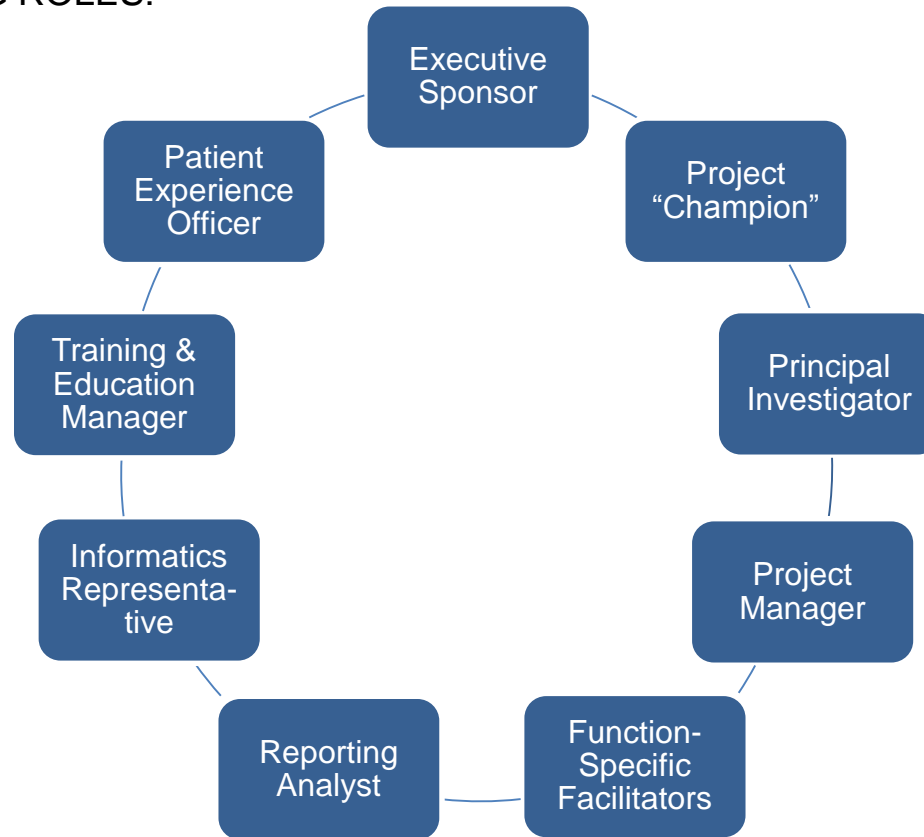 ROLES:
Executive
Sponsor
Project
“Champion”
Principal
Investigator
Project
Manager
Function-
Specific
Facilitators
Reporting
Analyst
Informatics
Representa-
tive
Training &
Education
Manager
Patient
Experience
Officer